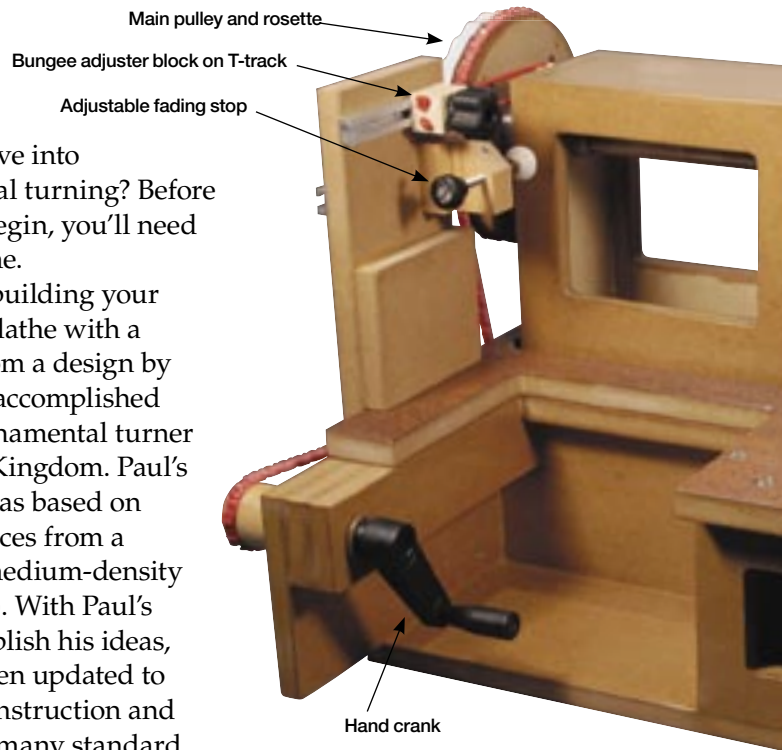 Main pulley and rosette
Bungee adjuster block on T-track
Adjustable fading stop
ve into
al turning? Before
egin, you'll need
ne.
building your
lathe with a
om a design by
accomplished
namental turner
Kingdom. Paul's
as based on
ces from a
medium-density
. With Paul's
blish his ideas,
en updated to
nstruction and
many standard
Hand crank